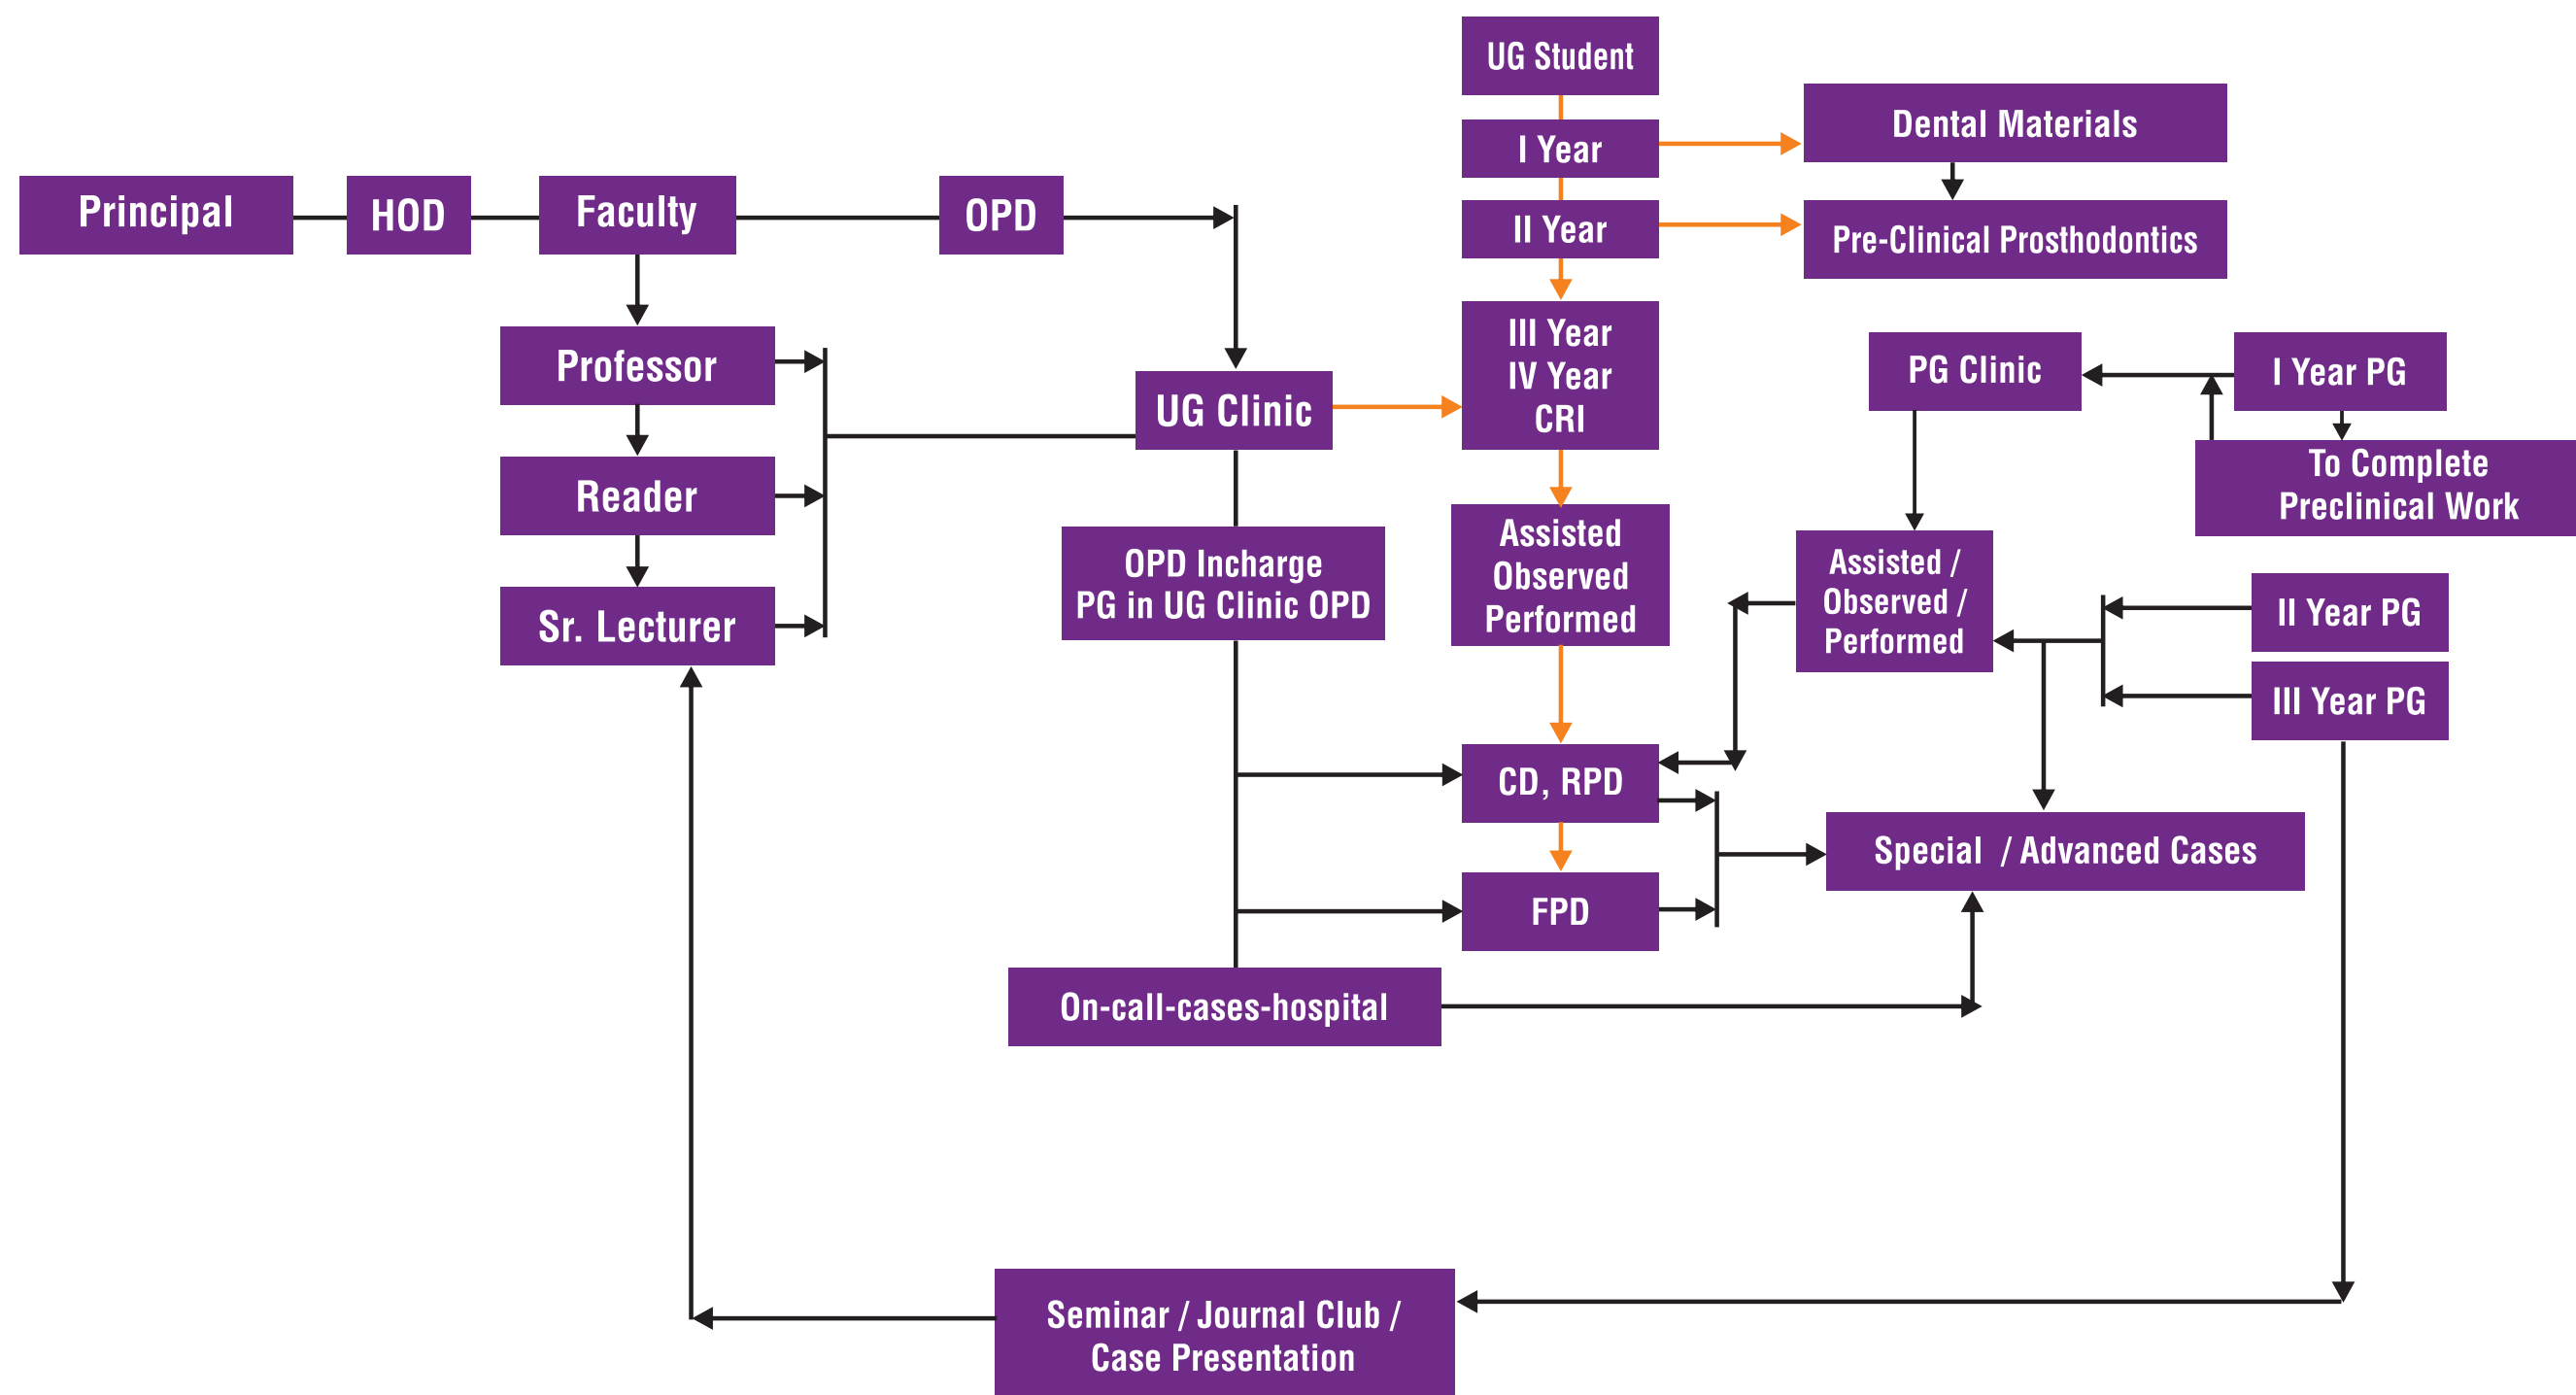 UG Student
I Year
Dental Materials
II Year
Pre-Clinical Prosthodontics
Principal
HOD
Faculty
OPD
Professor
Reader
Sr. Lecturer
UG Clinic
III Year
IV Year
CRI
PG Clinic
I Year PG
To Complete
Preclinical Work
OPD Incharge
PG in UG Clinic OPD
Assisted
Observed
Performed
Assisted /
Observed /
Performed
II Year PG
III Year PG
CD, RPD
Special / Advanced Cases
FPD
On-call-cases-hospital
Seminar / Journal Club /
Case Presentation